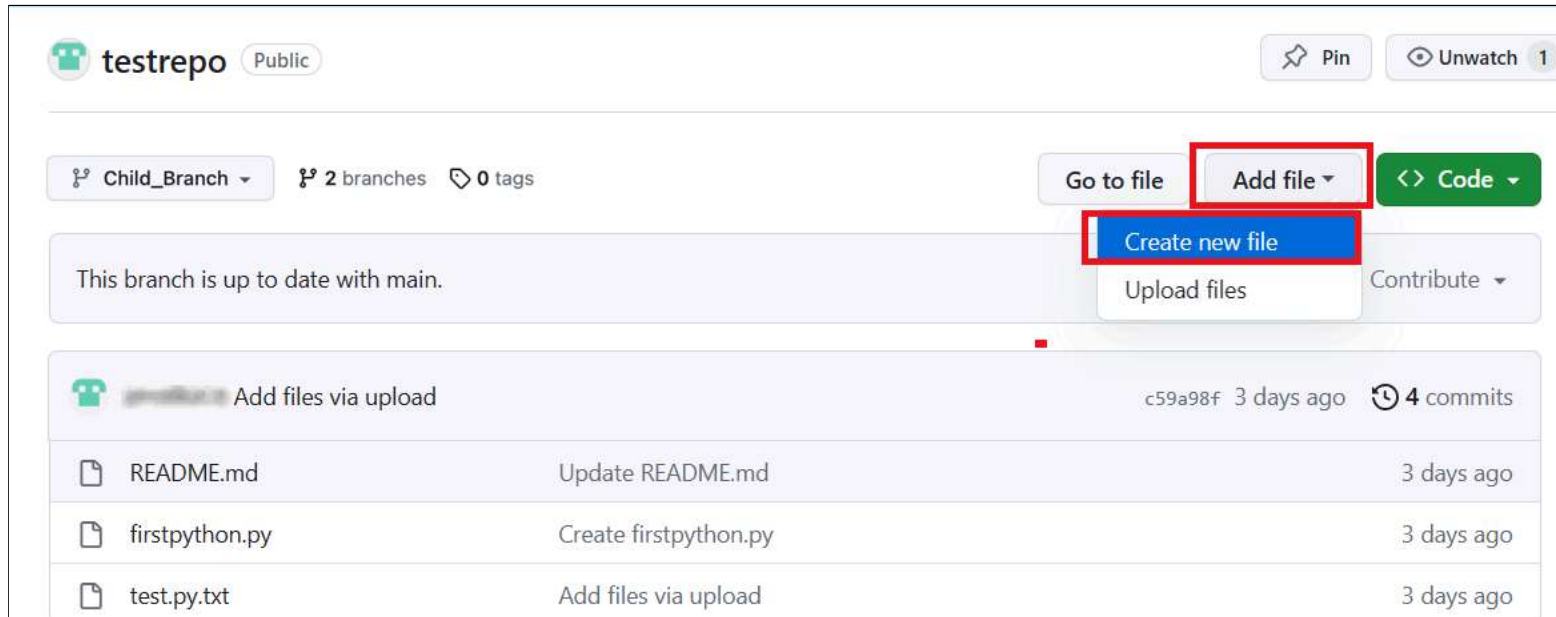 testrepo Public Pin Unwatch 1
Child_Branch 2 branches 0 tags Go to file Add file <> Code
Create new file
This branch is up to date with main. Contribute
Upload files
Add files via upload c59a98f 3 days ago 4 commits
README.md Update README.md 3 days ago
firstpython.py Create firstpython.py 3 days ago
test.py.txt Add files via upload 3 days ago